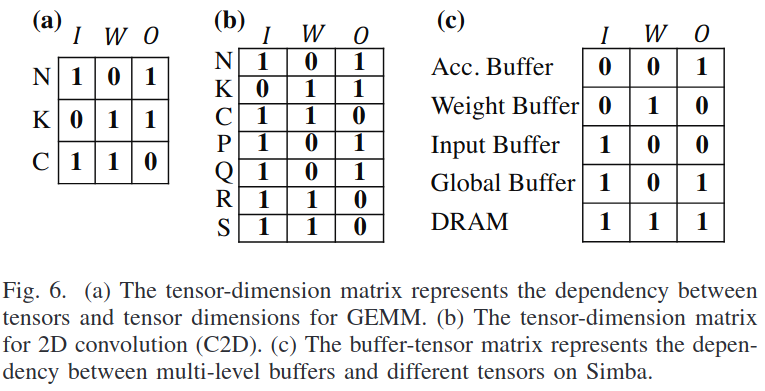 (a)
I W O
N 1 0 1
K 0 1 1
C 1 1 0
(b)
I W O
N 1 0 1
K 0 1 1
C 1 1 0
P 1 0 1
Q 1 0 1
R 1 1 0
S 1 1 0
(c)
I W O
Acc. Buffer 0 0 1
Weight Buffer 0 1 0
Input Buffer 1 0 0
Global Buffer 1 0 1
DRAM 1 1 1
Fig. 6. (a) The tensor-dimension matrix represents the dependency between
tensors and tensor dimensions for GEMM. (b) The tensor-dimension matrix
for 2D convolution (C2D). (c) The buffer-tensor matrix represents the depen-
dency between multi-level buffers and different tensors on Simba.